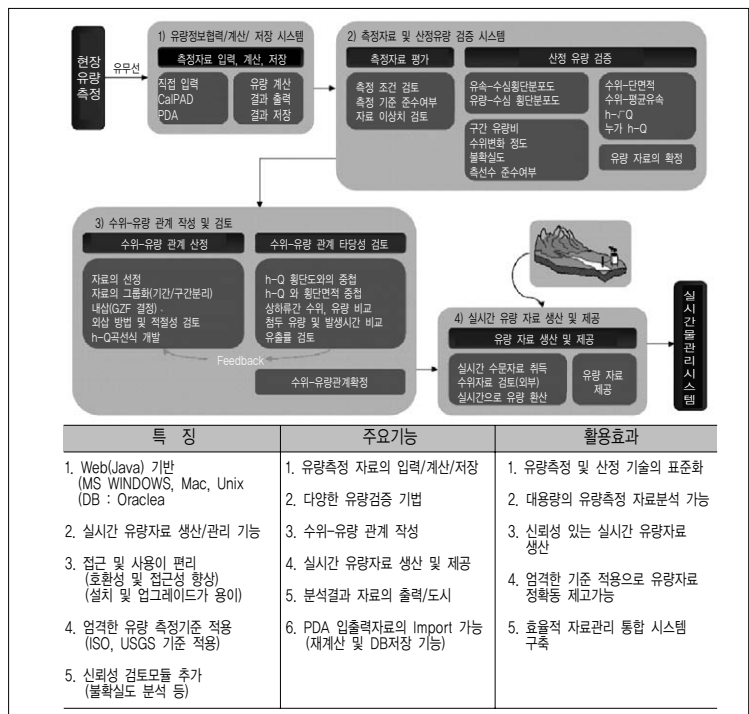 현장
유량
측정
유무선
1) 유량정보협력/계산/ 저장 시스템
측정자료 입력, 계산, 저장
직접 입력
CalPAD
PDA
유량 계산
결과 출력
결과 저장
2) 측정자료 및 산정유량 검증 시스템
측정자료 평가
측정 조건 검토
측정 기준 준수여부
자료 이상치 검토
산정 유량 검증
유속-수심횡단분포도
유량-수심 횡단분포도
구간 유량비
수위변화 정도
불확실도
측선수 준수여부
수위-단면적
수위-평균유속
h-√Q
누가 h-Q
유량 자료의 확정
3) 수위-유량 관계 작성 및 검토
수위-유량 관계 산정
자료의 선정
자료의 그룹화(기간/구간분리)
내삽(GZF 결정)
외삽 방법 및 적절성 검토
h-Q곡선식 개발
수위-유량 관계 타당성 검토
h-Q 횡단도와의 중첩
h-Q 와 횡단면적 중첩
상하류간 수위, 유량 비교
첨두 유량 및 발생시간 비교
유출률 검토
Feedback
수위-유량관계확정
4) 실시간 유량 자료 생산 및 제공
유량 자료 생산 및 제공
실시간 수문자료 취득
수위자료 검토(외부)
실시간으로 유량 환산
유량 자료
제공
실시간물관리시스템
특 징
1. Web(Java) 기반
(MS WINDOWS, Mac, Unix
(DB : Oraclea
2. 실시간 유량자료 생산/관리 기능
3. 접근 및 사용이 편리
(호환성 및 접근성 향상)
(설치 및 업그레이드가 용이)
4. 엄격한 유량 측정기준 적용
(ISO, USGS 기준 적용)
5. 신뢰성 검토모듈 추가
(불확실도 분석 등)
주요기능
1. 유량측정 자료의 입력/계산/저장
2. 다양한 유량검증 기법
3. 수위-유량 관계 작성
4. 실시간 유량자료 생산 및 제공
5. 분석결과 자료의 출력/도시
6. PDA 입출력자료의 Import 가능
(재계산 및 DB저장 기능)
활용효과
1. 유량측정 및 산정 기술의 표준화
2. 대용량의 유량측정 자료분석 가능
3. 신뢰성 있는 실시간 유량자료
생산
4. 엄격한 기준 적용으로 유량자료
정확동 제고가능
5. 효율적 자료관리 통합 시스템
구축